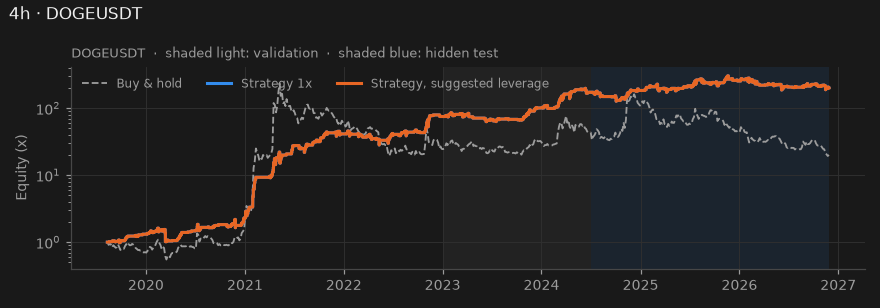 4h · DOGEUSDT
DOGEUSDT · shaded light: validation · shaded blue: hidden test
Buy & hold Strategy 1x Strategy, suggested leverage
Equity (x)
10²
10¹
10⁰
2020 2021 2022 2023 2024 2025 2026 2027